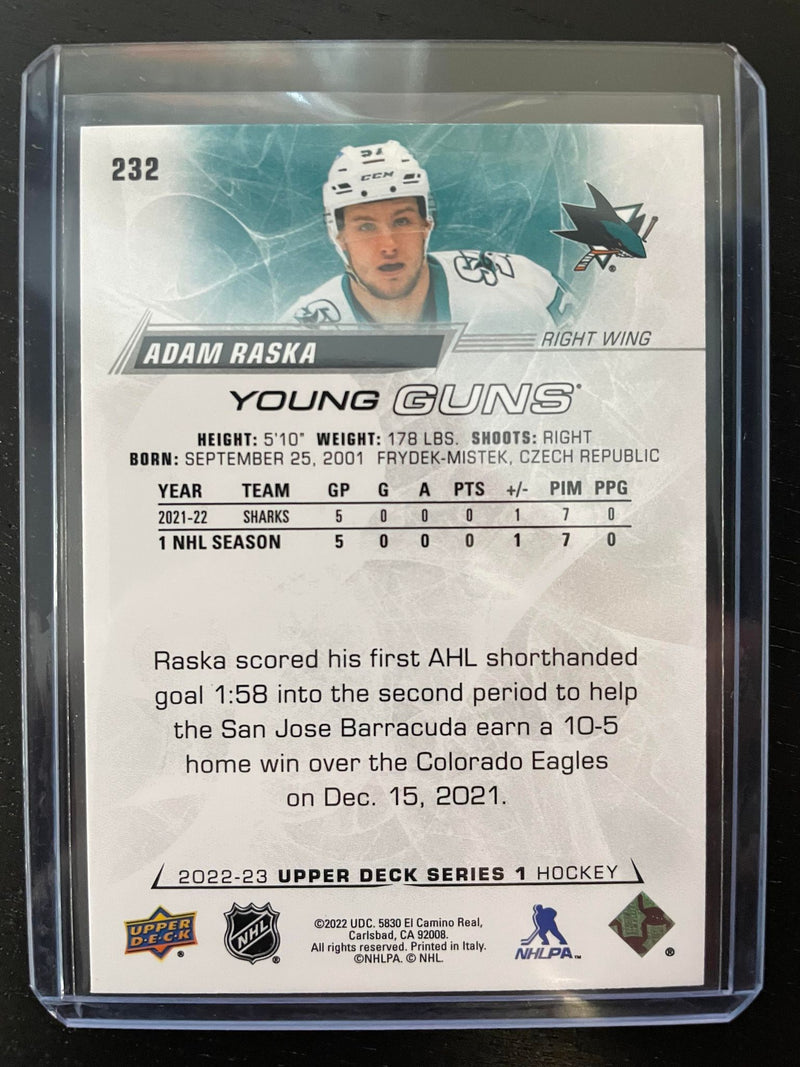 232
57
CCM
ADAM RASKA
RIGHT WING
YOUNG GUNS
HEIGHT: 5'10" WEIGHT: 178 LBS. SHOOTS: RIGHT
BORN: SEPTEMBER 25, 2001 FRYDEK-MISTEK, CZECH REPUBLIC
YEAR TEAM GP G A PTS +/- PIM PPG
2021-22 SHARKS 5 0 0 0 1 7 0
1 NHL SEASON 5 0 0 0 1 7 0
Raska scored his first AHL shorthanded
goal 1:58 into the second period to help
the San Jose Barracuda earn a 10-5
home win over the Colorado Eagles
on Dec. 15, 2021.
2022-23 UPPER DECK SERIES 1 HOCKEY
UPPER DECK ®
NHL ®
©2022 UDC. 5830 El Camino Real,
Carlsbad, CA 92008.
All rights reserved. Printed in Italy.
©NHLPA. © NHL.
NHLPA™
®